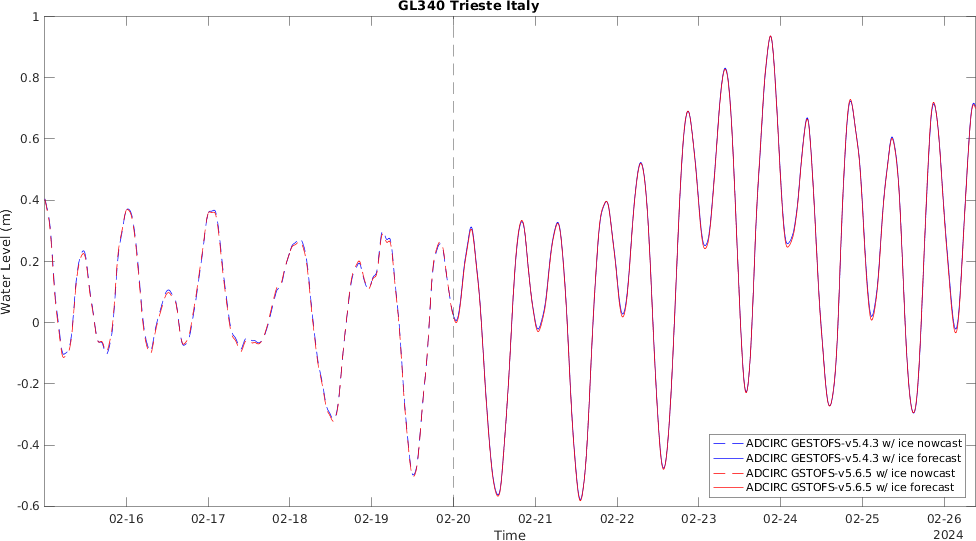 GL340 Trieste Italy
1
0.8
0.6
0.4
0.2
0
-0.2
-0.4
-0.6
Water Level (m)
ADCIRC GESTOFS-v5.4.3 w/ ice nowcast
ADCIRC GESTOFS-v5.4.3 w/ ice forecast
ADCIRC GSTOFS-v5.6.5 w/ ice nowcast
ADCIRC GSTOFS-v5.6.5 w/ ice forecast
02-16 02-17 02-18 02-19 02-20 02-21 02-22 02-23 02-24 02-25 02-26
Time
2024